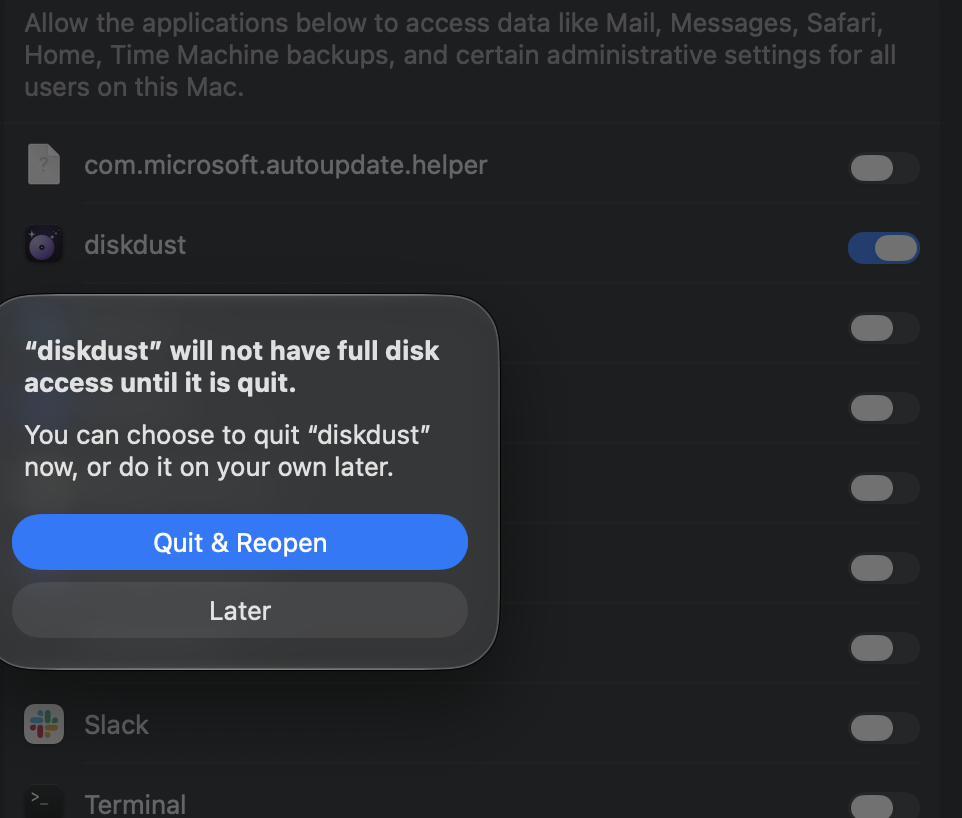 Allow the applications below to access data like Mail, Messages, Safari,
Home, Time Machine backups, and certain administrative settings for all
users on this Mac.
?
com.microsoft.autoupdate.helper
diskdust
“diskdust” will not have full disk
access until it is quit.
You can choose to quit “diskdust”
now, or do it on your own later.
Quit & Reopen
Later
Slack
>_
Terminal